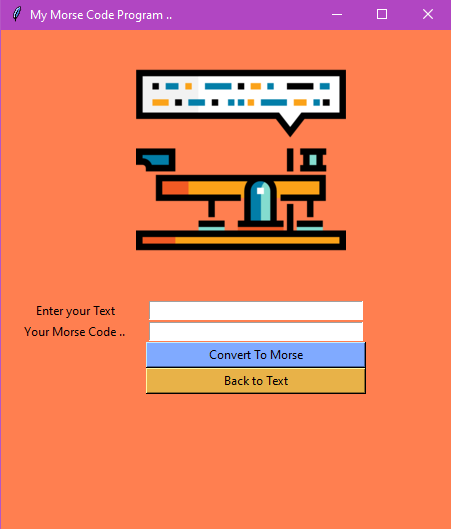 My Morse Code Program ..
Enter your Text
Your Morse Code ..
Convert To Morse
Back to Text